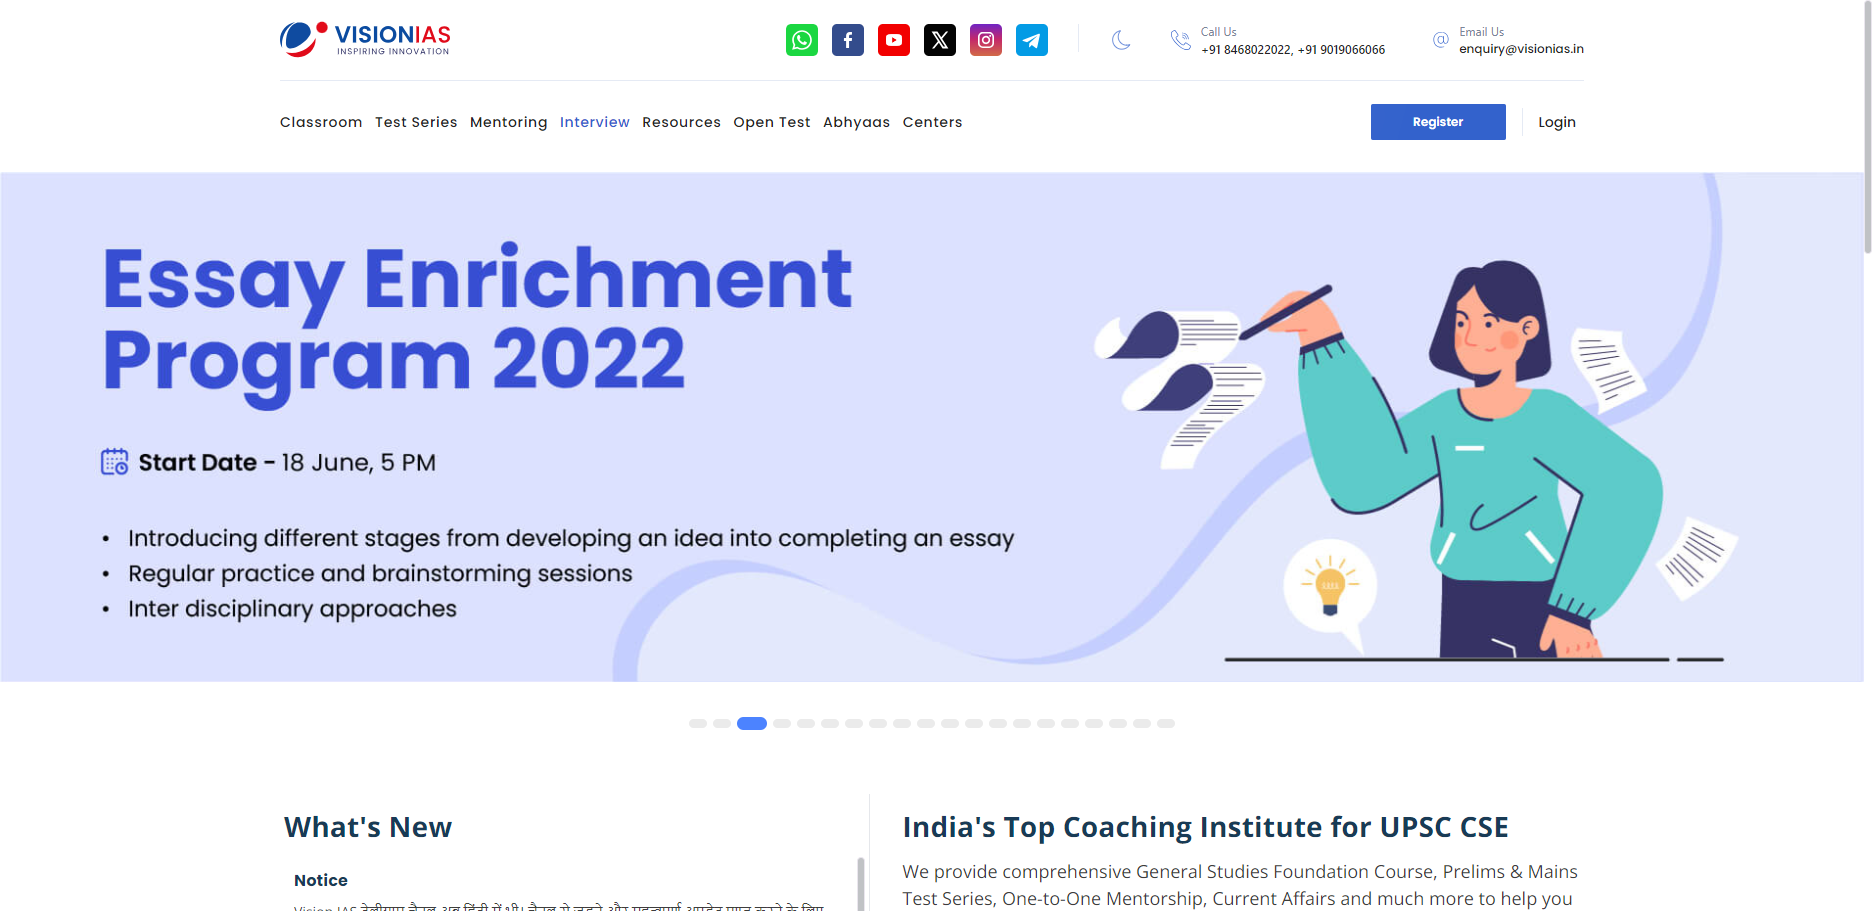 VISIONIAS
INSPIRING INNOVATION
Call Us
+91 8468022022, +91 9019066066
Email Us
enquiry@visionias.in
Classroom Test Series Mentoring Interview Resources Open Test Abhyaas Centers
Register
Login
Essay Enrichment
Program 2022
Start Date - 18 June, 5 PM
• Introducing different stages from developing an idea into completing an essay
• Regular practice and brainstorming sessions
• Inter disciplinary approaches
What's New
Notice
Vision IAS
India's Top Coaching Institute for UPSC CSE
We provide comprehensive General Studies Foundation Course, Prelims & Mains
Test Series, One-to-One Mentorship, Current Affairs and much more to help you